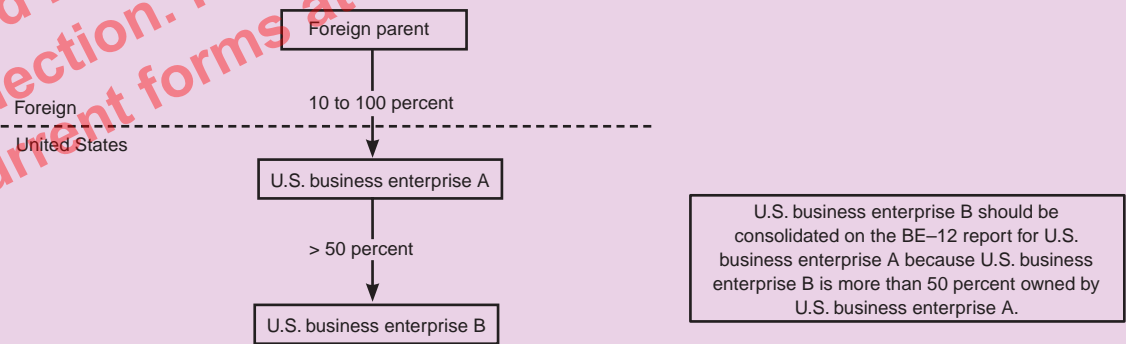 Foreign parent
Foreign
10 to 100 percent
United States
U.S. business enterprise A
> 50 percent
U.S. business enterprise B
U.S. business enterprise B should be
consolidated on the BE–12 report for U.S.
business enterprise A because U.S. business
enterprise B is more than 50 percent owned by
U.S. business enterprise A.
forms